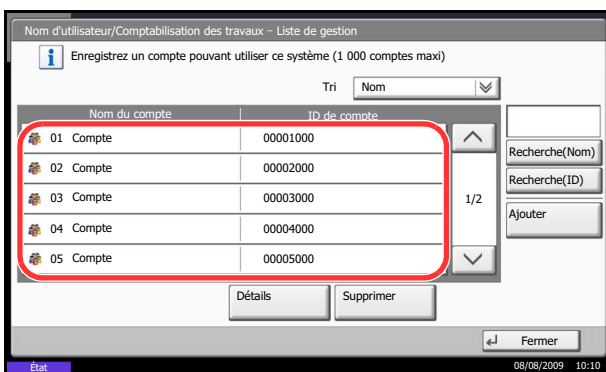 Nom d'utilisateur/Comptabilisation des travaux – Liste de gestion
Enregistrez un compte pouvant utiliser ce système (1 000 comptes maxi)
Tri Nom
Nom du compte ID de compte
01 Compte 00001000
02 Compte 00002000
03 Compte 00003000
04 Compte 00004000
05 Compte 00005000
1/2
Recherche(Nom)
Recherche(ID)
Ajouter
Détails Supprimer
Fermer
État 08/08/2009 10:10